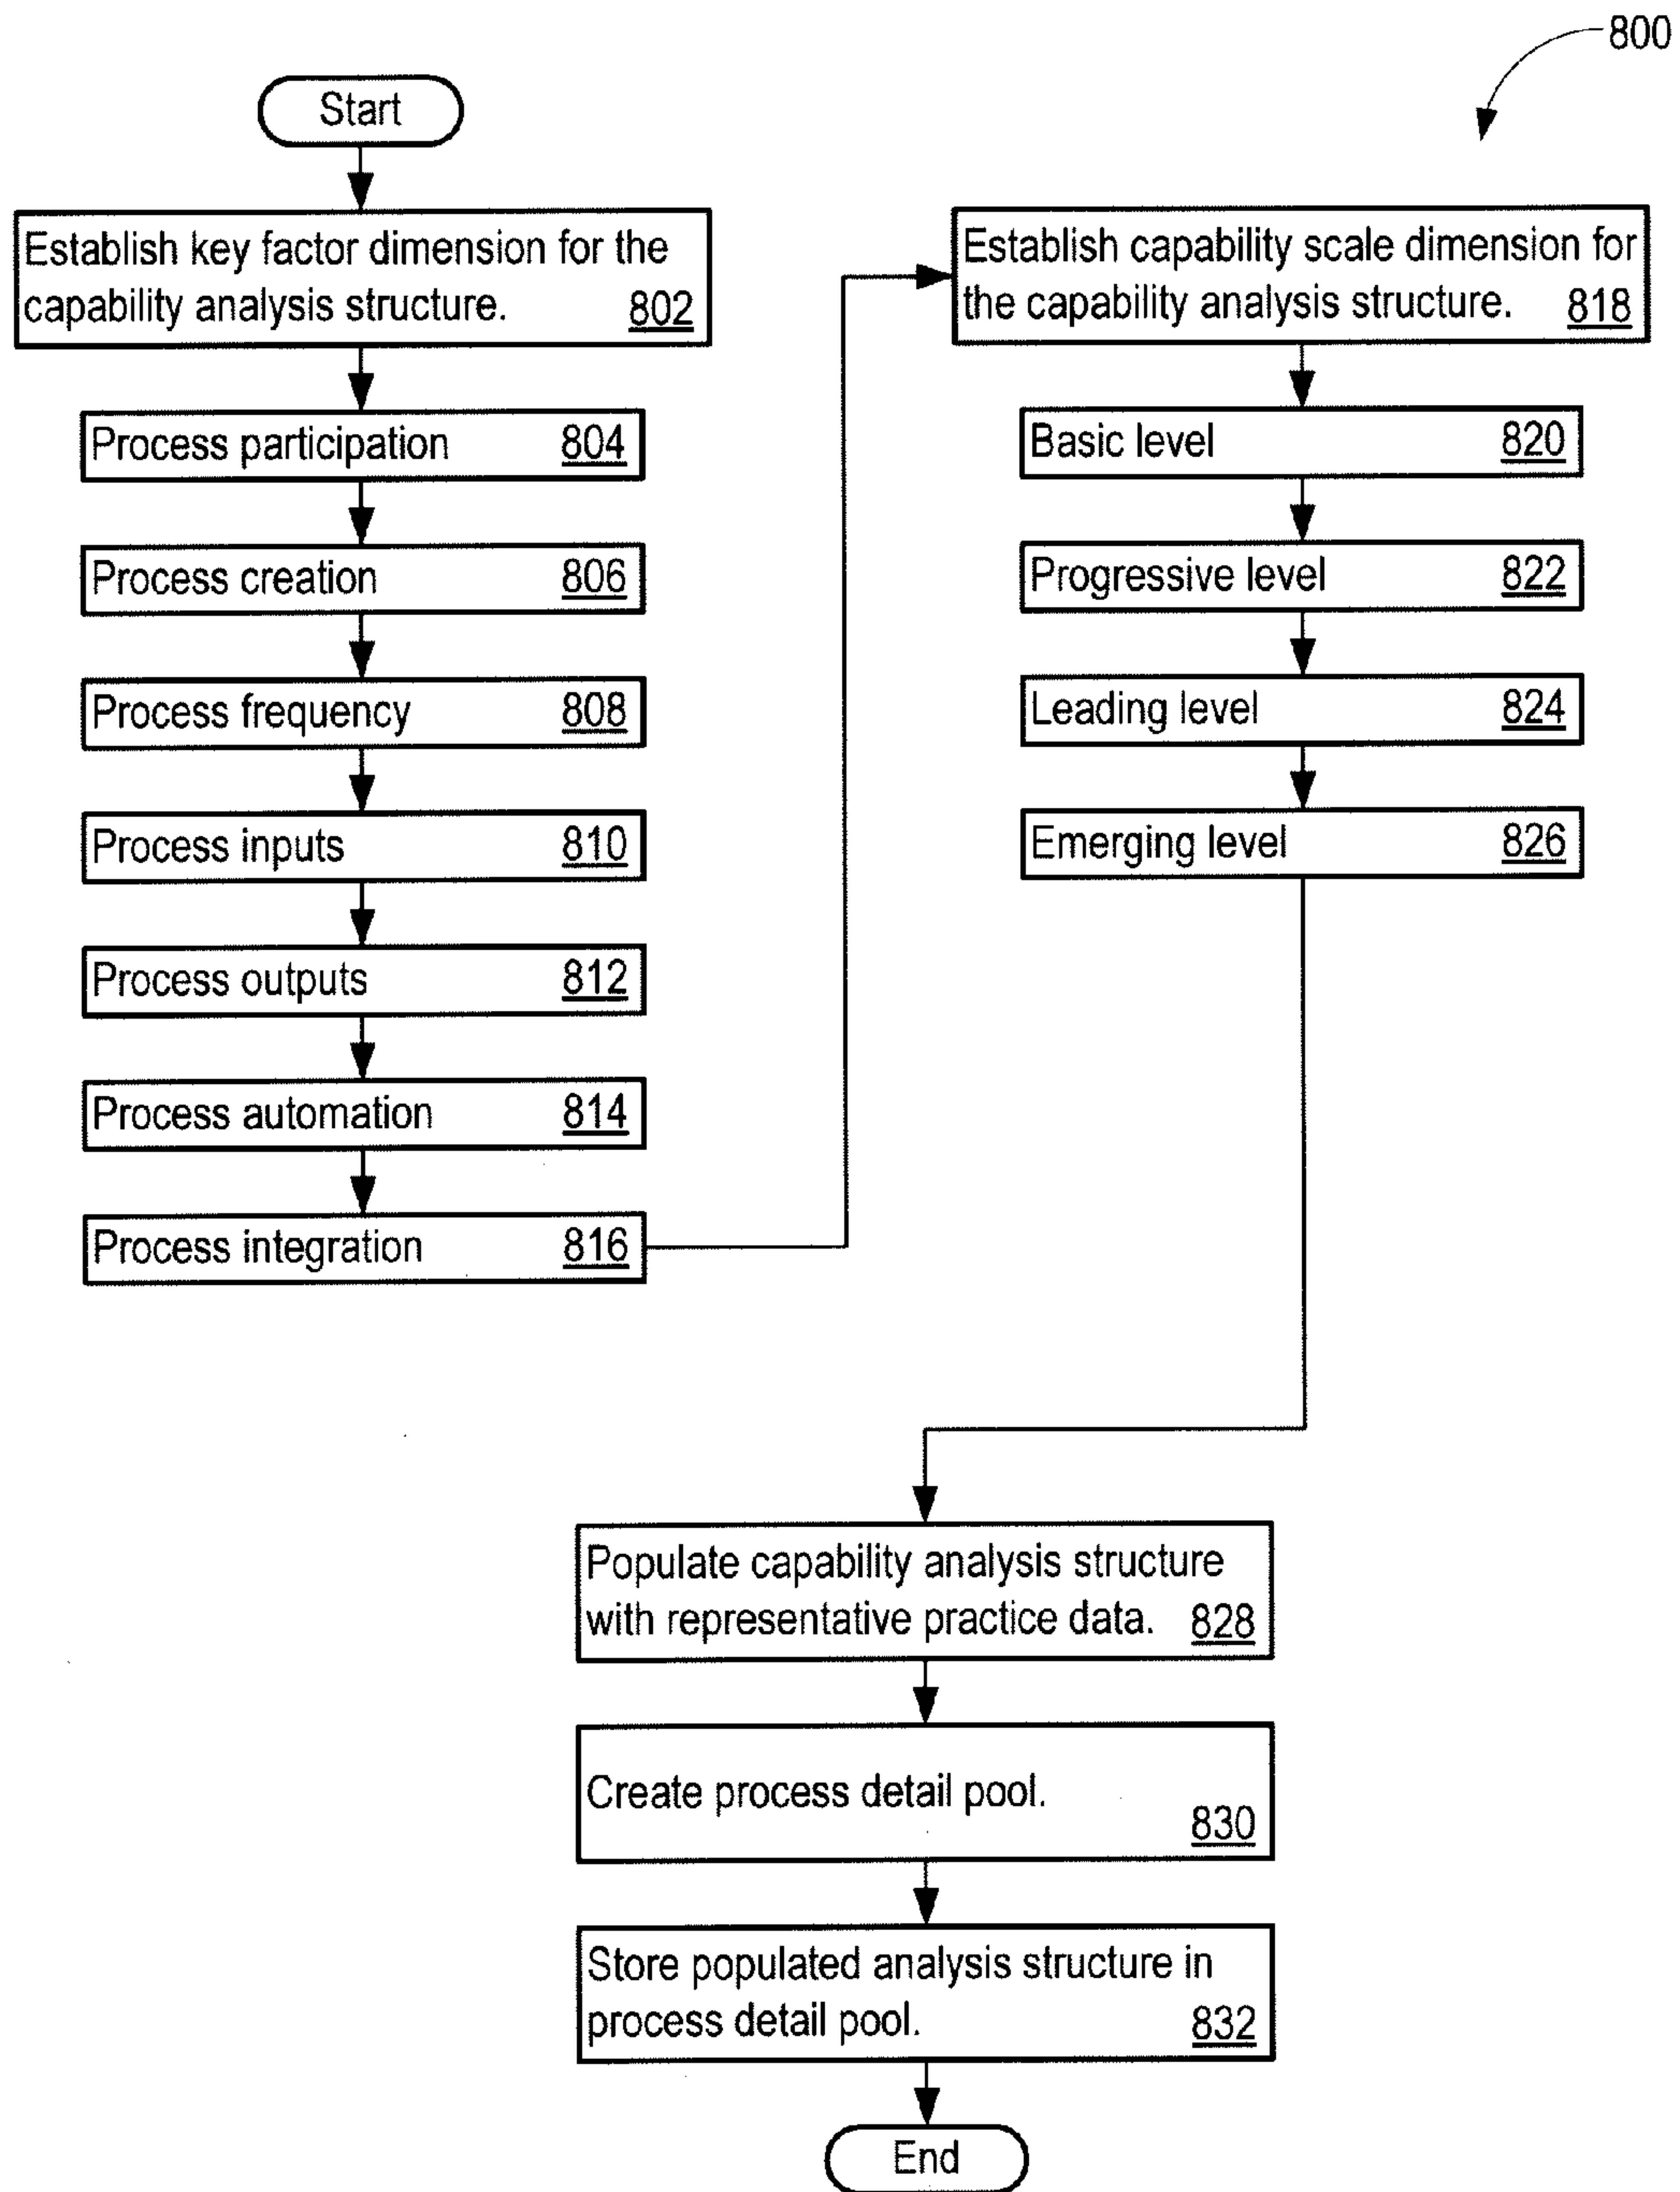 800
Start
Establish key factor dimension for the
capability analysis structure. 802
Process participation 804
Process creation 806
Process frequency 808
Process inputs 810
Process outputs 812
Process automation 814
Process integration 816
Establish capability scale dimension for
the capability analysis structure. 818
Basic level 820
Progressive level 822
Leading level 824
Emerging level 826
Populate capability analysis structure
with representative practice data. 828
Create process detail pool.
830
Store populated analysis structure in
process detail pool. 832
End